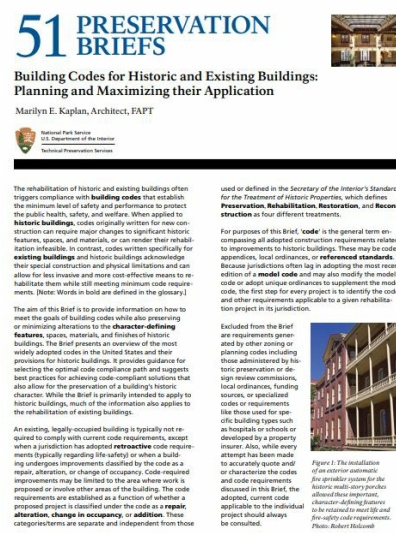 51 PRESERVATION
BRIEFS
Building Codes for Historic and Existing Buildings:
Planning and Maximizing their Application
Marilyn E. Kaplan, Architect, FAPT
National Park Service
U.S. Department of the Interior
Technical Preservation Services
The rehabilitation of historic and existing buildings often
triggers compliance with building codes that establish
the minimum level of safety and performance to protect
the public health, safety, and welfare. When applied to
historic buildings, codes originally written for new con-
struction can require major changes to significant historic
features, spaces, and materials, or can render their rehabil-
itation infeasible. In contrast, codes written specifically for
existing buildings and historic buildings acknowledge
their special construction and physical limitations and can
allow for less invasive and more cost-effective means to re-
habilitate them while still meeting minimum code require-
ments. [Note: Words in bold are defined in the glossary.]
The aim of this Brief is to provide information on how to
meet the goals of building codes while also preserving
or minimizing alterations to the character-defining
features, spaces, materials, and finishes of historic
buildings. The Brief presents an overview of the most
widely adopted codes in the United States and their
provisions for historic buildings. It provides guidance for
selecting the optimal code compliance path and suggests
best practices for achieving code-compliant solutions that
also allow for the preservation of a building's historic
character. While the Brief is primarily intended to apply to
historic buildings, much of the information also applies to
the rehabilitation of existing buildings.
An existing, legally-occupied building is typically not re-
quired to comply with current code requirements, except
when a jurisdiction has adopted retroactive code require-
ments (typically regarding life-safety) or when a build-
ing undergoes improvements classified by the code as a
repair, alteration, or change of occupancy. Code-required
improvements may be limited to the area where work is
proposed or involve other areas of the building. The code
requirements are established as a function of whether a
proposed project is classified under the code as a repair,
alteration, change in occupancy, or addition. These
categories/terms are separate and independent from those
used or defined in the Secretary of the Interior's Standards
for the Treatment of Historic Properties, which defines
Preservation, Rehabilitation, Restoration, and Recon
struction as four different treatments.
For purposes of this Brief, 'code' is the general term en-
compassing all adopted construction requirements relate
to improvements to historic buildings. These may be code
appendices, local ordinances, or referenced standards.
Because jurisdictions often lag in adopting the most rece
edition of a model code and may also modify the model
code or adopt unique ordinances to supplement the mod
code, the first step for every project is to identify the cod
and other requirements applicable to a given rehabilita-
tion project in its jurisdiction.
Excluded from the Brief
are requirements gener-
ated by other zoning or
planning codes including
those administered by his-
toric preservation or de-
sign review commissions,
local ordinances, funding
sources, or specialized
codes or requirements
like those used for spe-
cific building types such
as hospitals or schools or
developed by a property
insurer. Also, while every
attempt has been made
to accurately quote and/
or characterize the codes
and code requirements
discussed in this Brief, the
adopted, current code
applicable to the individual
project should always
be consulted.
Figure 1: The installation
of an exterior automatic
fire sprinkler system for the
historic multi-story porches
allowed these important,
character-defining features
to be retained to meet life and
fire-safety code requirements.
Photo: Robert Holcomb